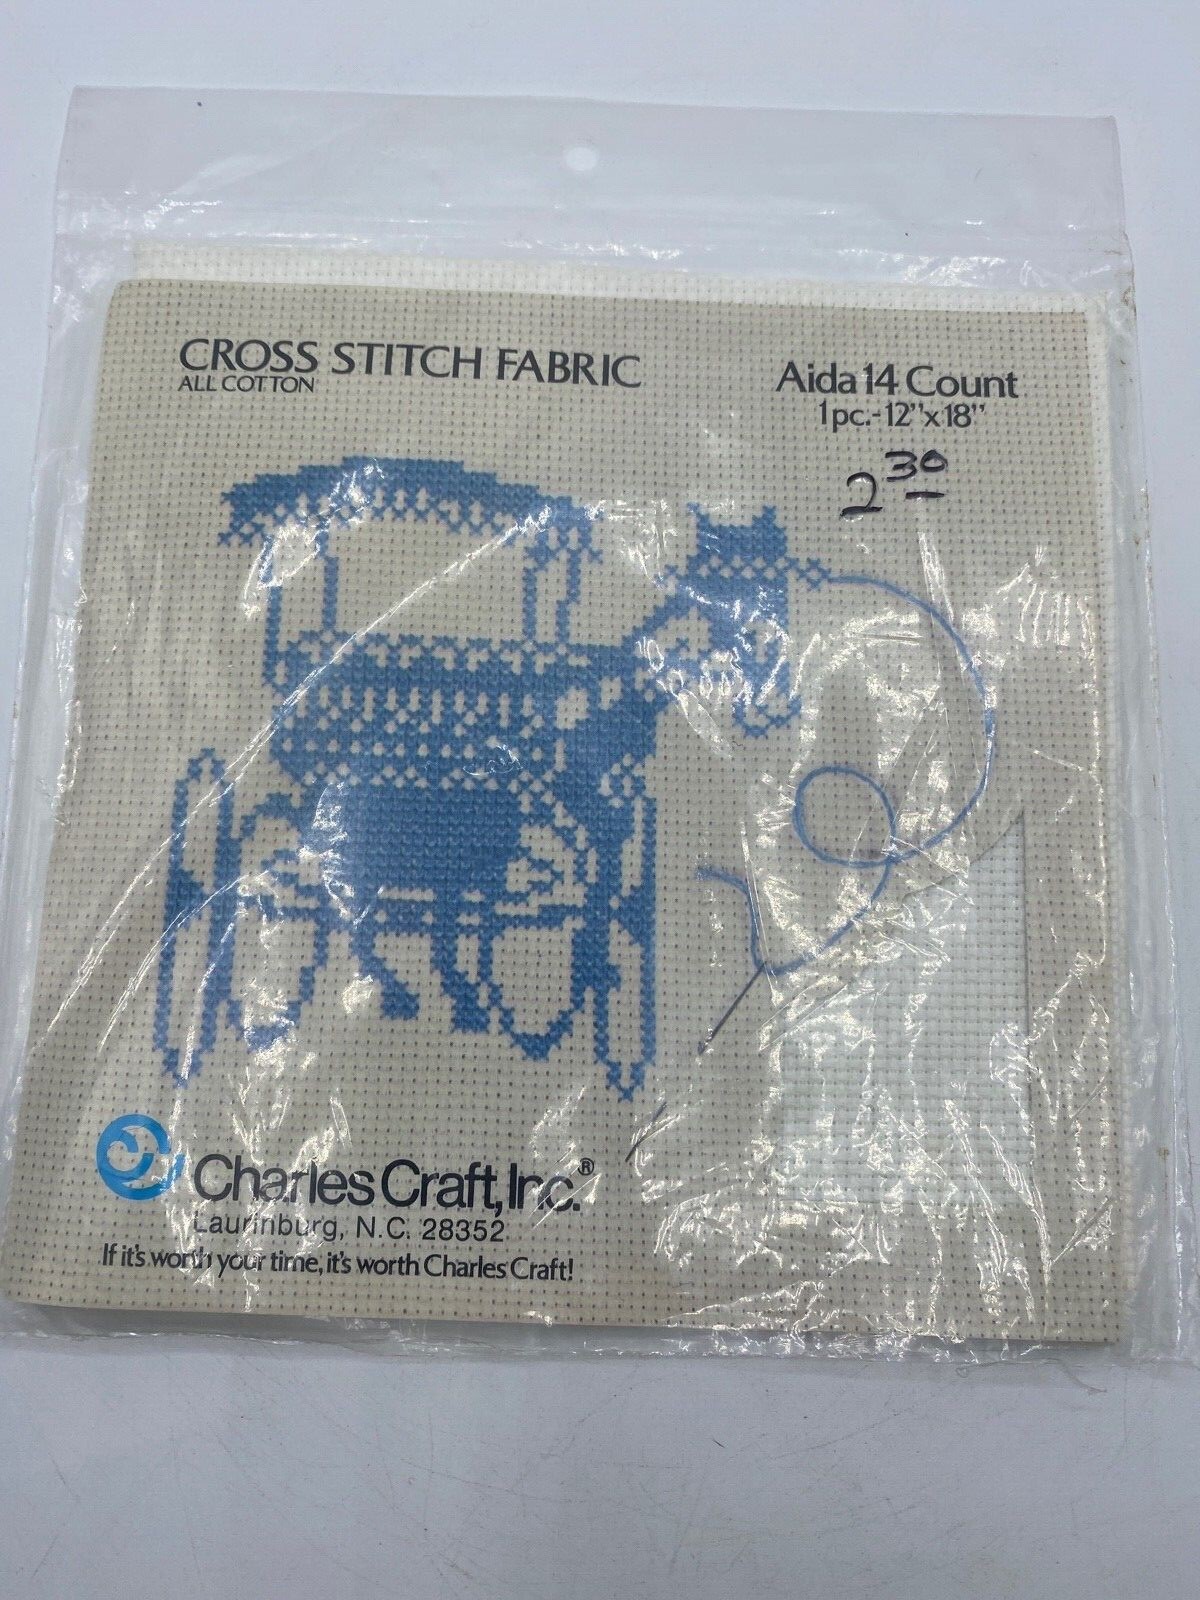 CROSS STITCH FABRIC
ALL COTTON
Aida 14 Count
1pc.-12"x18"
2 30
Charles Craft, Inc.®
Laurinburg, N.C. 28352
If it's worth your time, it's worth Charles Craft!